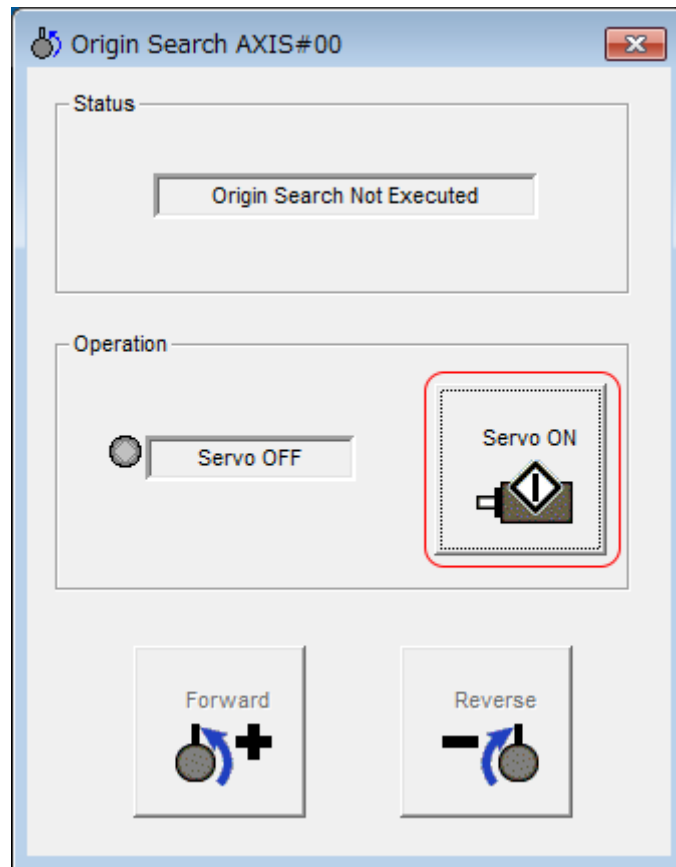 Origin Search AXIS#00
Status
Origin Search Not Executed
Operation
Servo OFF
Servo ON
Forward
Reverse